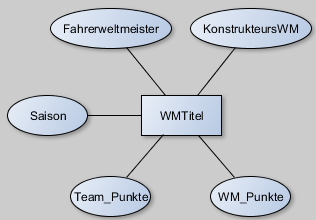 Fahrerweltmeister
KonstrukteursWM
Saison
WMTitel
Team_Punkte
WM_Punkte